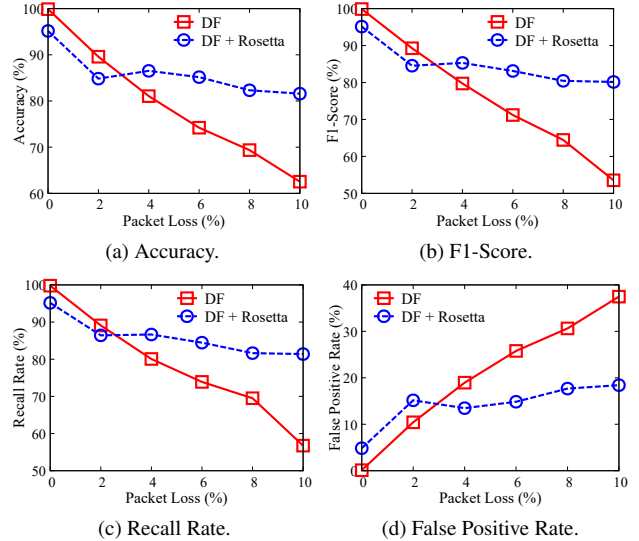 100
90
80
70
60
Accuracy (%)
DF
DF + Rosetta
0 2 4 6 8 10
Packet Loss (%)
(a) Accuracy.
100
90
80
70
60
50
F1-Score (%)
DF
DF + Rosetta
0 2 4 6 8 10
Packet Loss (%)
(b) F1-Score.
100
90
80
70
60
50
Recall Rate (%)
DF
DF + Rosetta
0 2 4 6 8 10
Packet Loss (%)
(c) Recall Rate.
40
30
20
10
0
False Positive Rate (%)
DF
DF + Rosetta
0 2 4 6 8 10
Packet Loss (%)
(d) False Positive Rate.